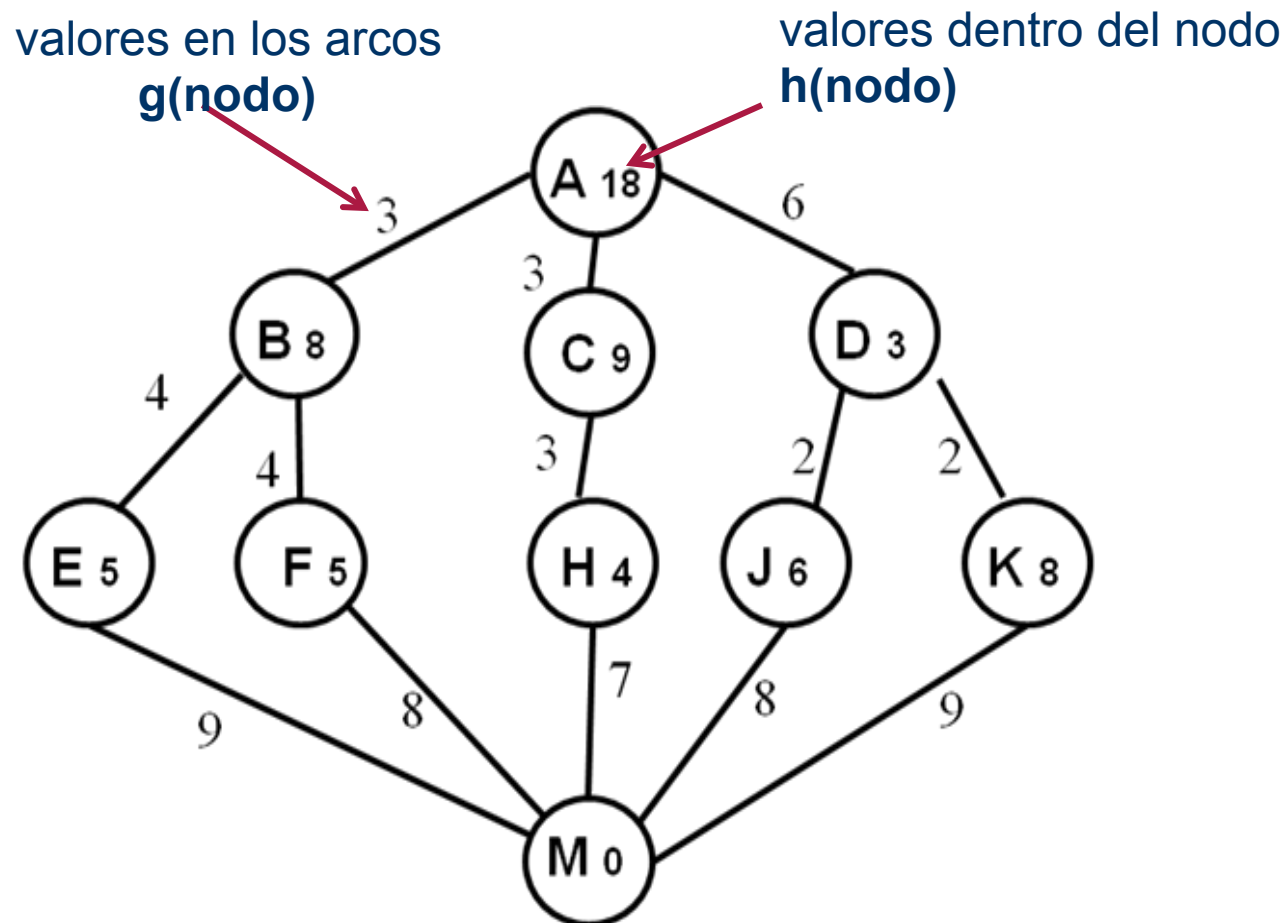 valores en los arcos
g(nodo)
valores dentro del nodo
h(nodo)
A 18
3
3
6
B 8
C 9
D 3
4
4
3
2
2
E 5
F 5
H 4
J 6
K 8
9
8
7
8
9
M 0